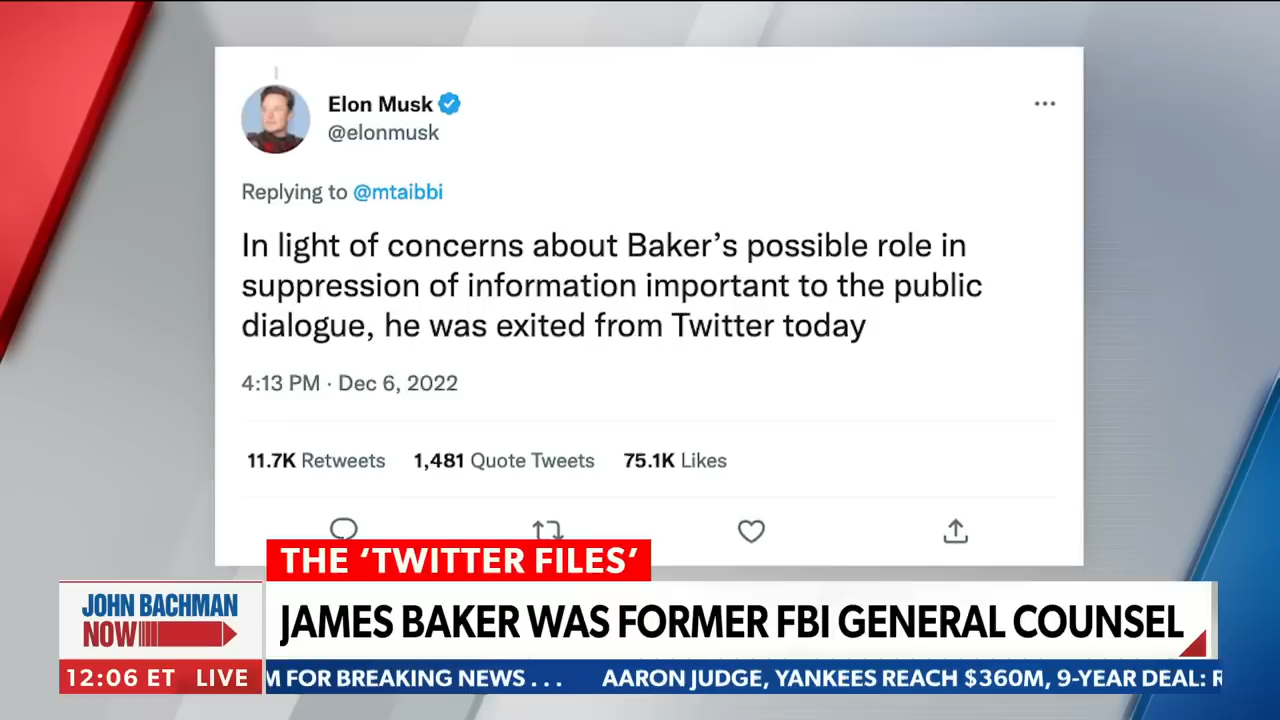 Elon Musk
@elonmusk
Replying to @mtaibbi
In light of concerns about Baker’s possible role in
suppression of information important to the public
dialogue, he was exited from Twitter today
4:13 PM · Dec 6, 2022
11.7K Retweets 1,481 Quote Tweets 75.1K Likes
THE ‘TWITTER FILES’
JOHN BACHMAN
NOW
JAMES BAKER WAS FORMER FBI GENERAL COUNSEL
12:06 ET LIVE
M FOR BREAKING NEWS . . . AARON JUDGE, YANKEES REACH $360M, 9-YEAR DEAL: